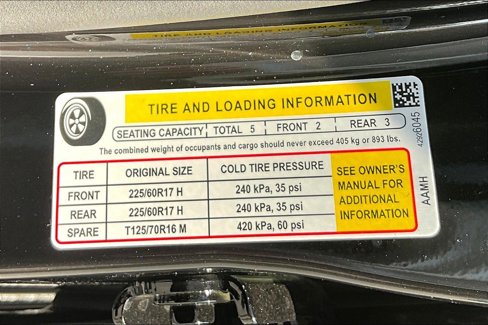 TIRE AND LOADING INFORMATION
SEATING CAPACITY TOTAL 5 FRONT 2 REAR 3
The combined weight of occupants and cargo should never exceed 405 kg or 893 lbs.
TIRE ORIGINAL SIZE COLD TIRE PRESSURE
FRONT 225/60R17 H 240 kPa, 35 psi
REAR 225/60R17 H 240 kPa, 35 psi
SPARE T125/70R16 M 420 kPa, 60 psi
SEE OWNER'S
MANUAL FOR
ADDITIONAL
INFORMATION
42926045
AAMH